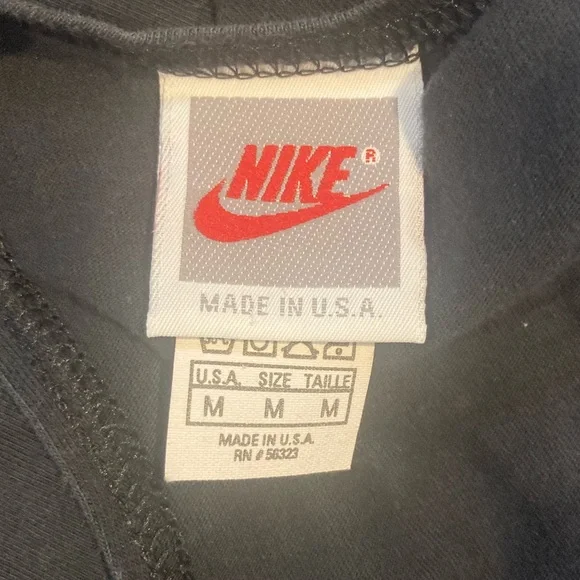 NIKE®
MADE IN U.S.A.
U.S.A. SIZE TAILLE
M M M
MADE IN U.S.A.
RN # 56323